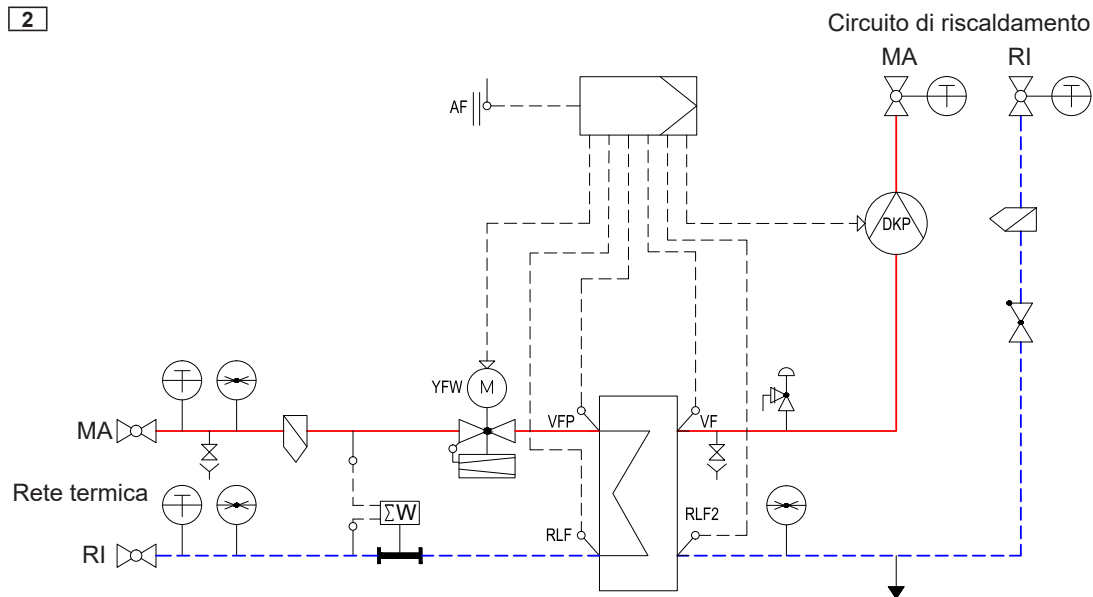 2
Circuito di riscaldamento
MA
RI
T
T
AF
DKP
YFW
M
T
MA
VFP
VF
Rete termica
T
ΣW
RLF
RLF2
RI